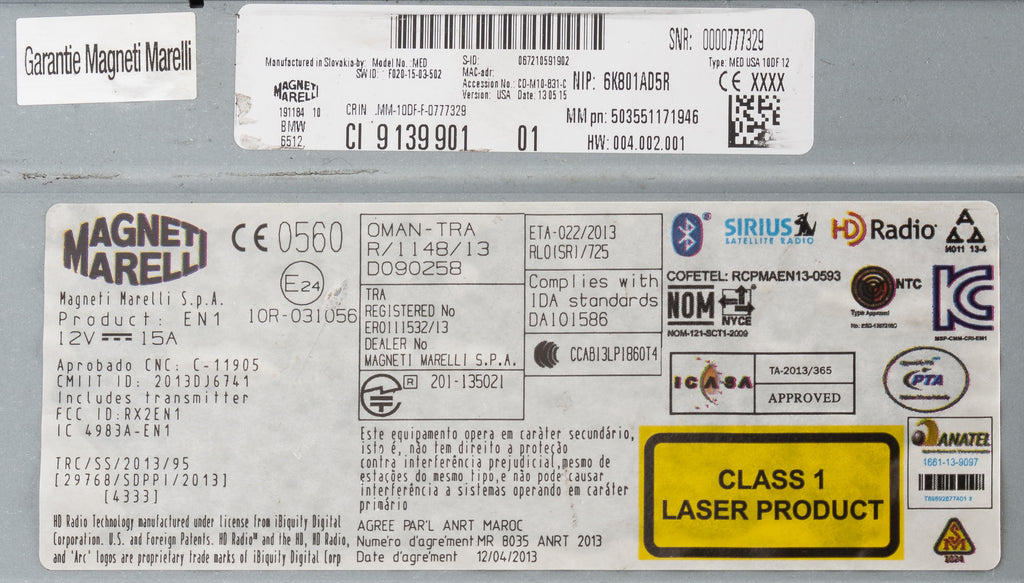 Garantie Magneti Marelli
SNR: 0000777329
Manufactured in Slovakia by: Model No.:MED
SW ID: F020-15-03-502
S-ID: 067210591902
MAC-adr:
Accession No.: CD-M10-831-C
Version: USA Date: 13 05 15
NIP: 6K801AD5R
Type: MED USA 10DF 12
CE XXXX
MAGNETI
MARELLI
191184 10
BMW
6512.
CRIN .MM-10DF-F-0777329
CI 9 139 901 01
MM pn: 503551171946
HW: 004.002.001
MAGNETI
MARELLI
CE 0560
E24
10R-031056
Magneti Marelli S.p.A.
Product: EN1
12V 15A
Aprobado CNC: C-11905
CMIIT ID: 2013DJ6741
Includes transmitter
FCC ID:RX2EN1
IC 4983A-EN1
TRC/SS/2013/95
[29768/SDPPI/2013]
[4333]
HD Radio Technology manufactured under license from iBiquity Digital
Corporation. U.S. and Foreign Patents. HD Radio™ and the HD, HD Radio,
and "Arc" logos are proprietary trade marks of iBiquity Digital Corp
OMAN-TRA
R/1148/13
D090258
TRA
REGISTERED No
ER0111532/13
DEALER No
MAGNETI MARELLI S.P.A.
R 201-135021
ETA-022/2013
RLO(SR)/725
Complies with
IDA standards
DA101586
CCAB13LP1860T4
Este equipamento opera em caráter secundário,
isto é, não tem direito a proteção
contra interferência prejudicial,mesmo de
estações do mesmo tipo,e não pode causar
interferência a sistemas operando em caráter
primário
AGREE PAR'L ANRT MAROC
Numero d'agrement MR 8035 ANRT 2013
Date d'agrement 12/04/2013
SIRIUS
SATELLITE RADIO
HD Radio
A
A A
I4011 13-4
COFETEL: RCPMAEN13-0593
NOM
NYCE
NOM-121-SCT1-2009
NTC
Type Approved
KC
MSIP-CMM-CRI-EN1
ICASA
TA-2013/365
APPROVED
PTA
CLASS 1
LASER PRODUCT
ANATEL
1661-13-9097